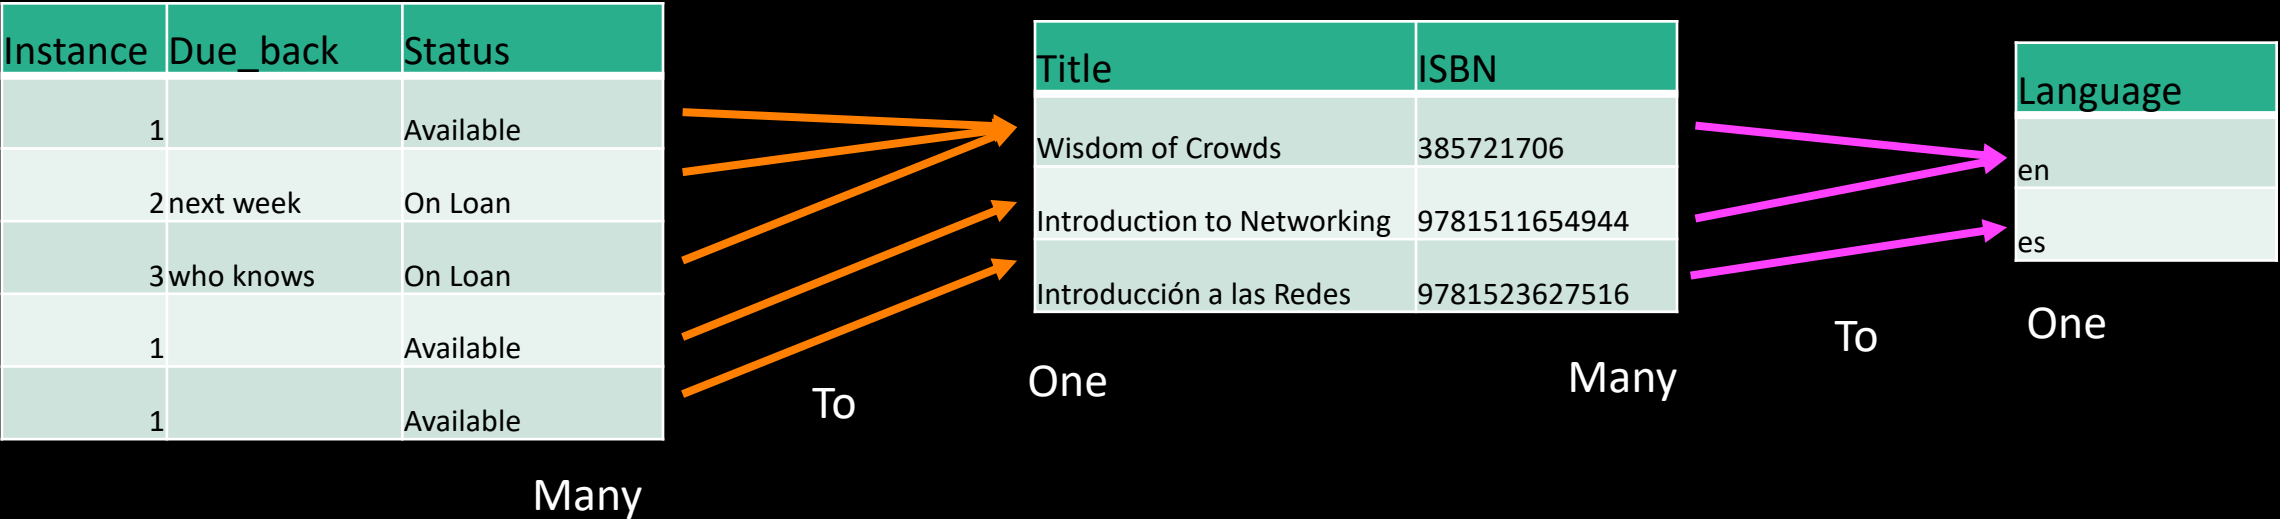 Instance Due_back Status
1 Available
2 next week On Loan
3 who knows On Loan
1 Available
1 Available
Many
To
Title ISBN
Wisdom of Crowds 385721706
Introduction to Networking 9781511654944
Introducción a las Redes 9781523627516
One
Many
To
Language
en
es
One